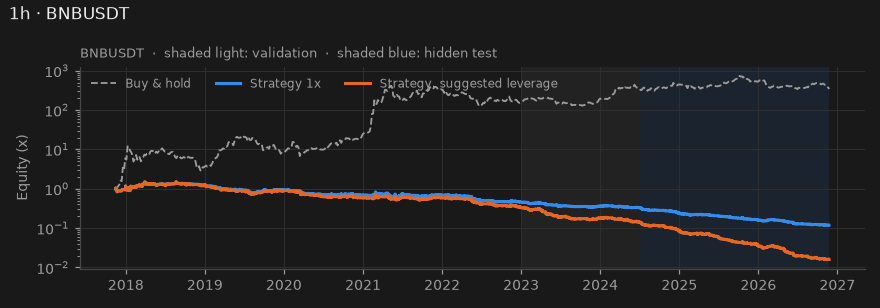 1h · BNBUSDT
BNBUSDT · shaded light: validation · shaded blue: hidden test
Buy & hold Strategy 1x Strategy, suggested leverage
Equity (x)
10³
10²
10¹
10⁰
10⁻¹
10⁻²
2018 2019 2020 2021 2022 2023 2024 2025 2026 2027